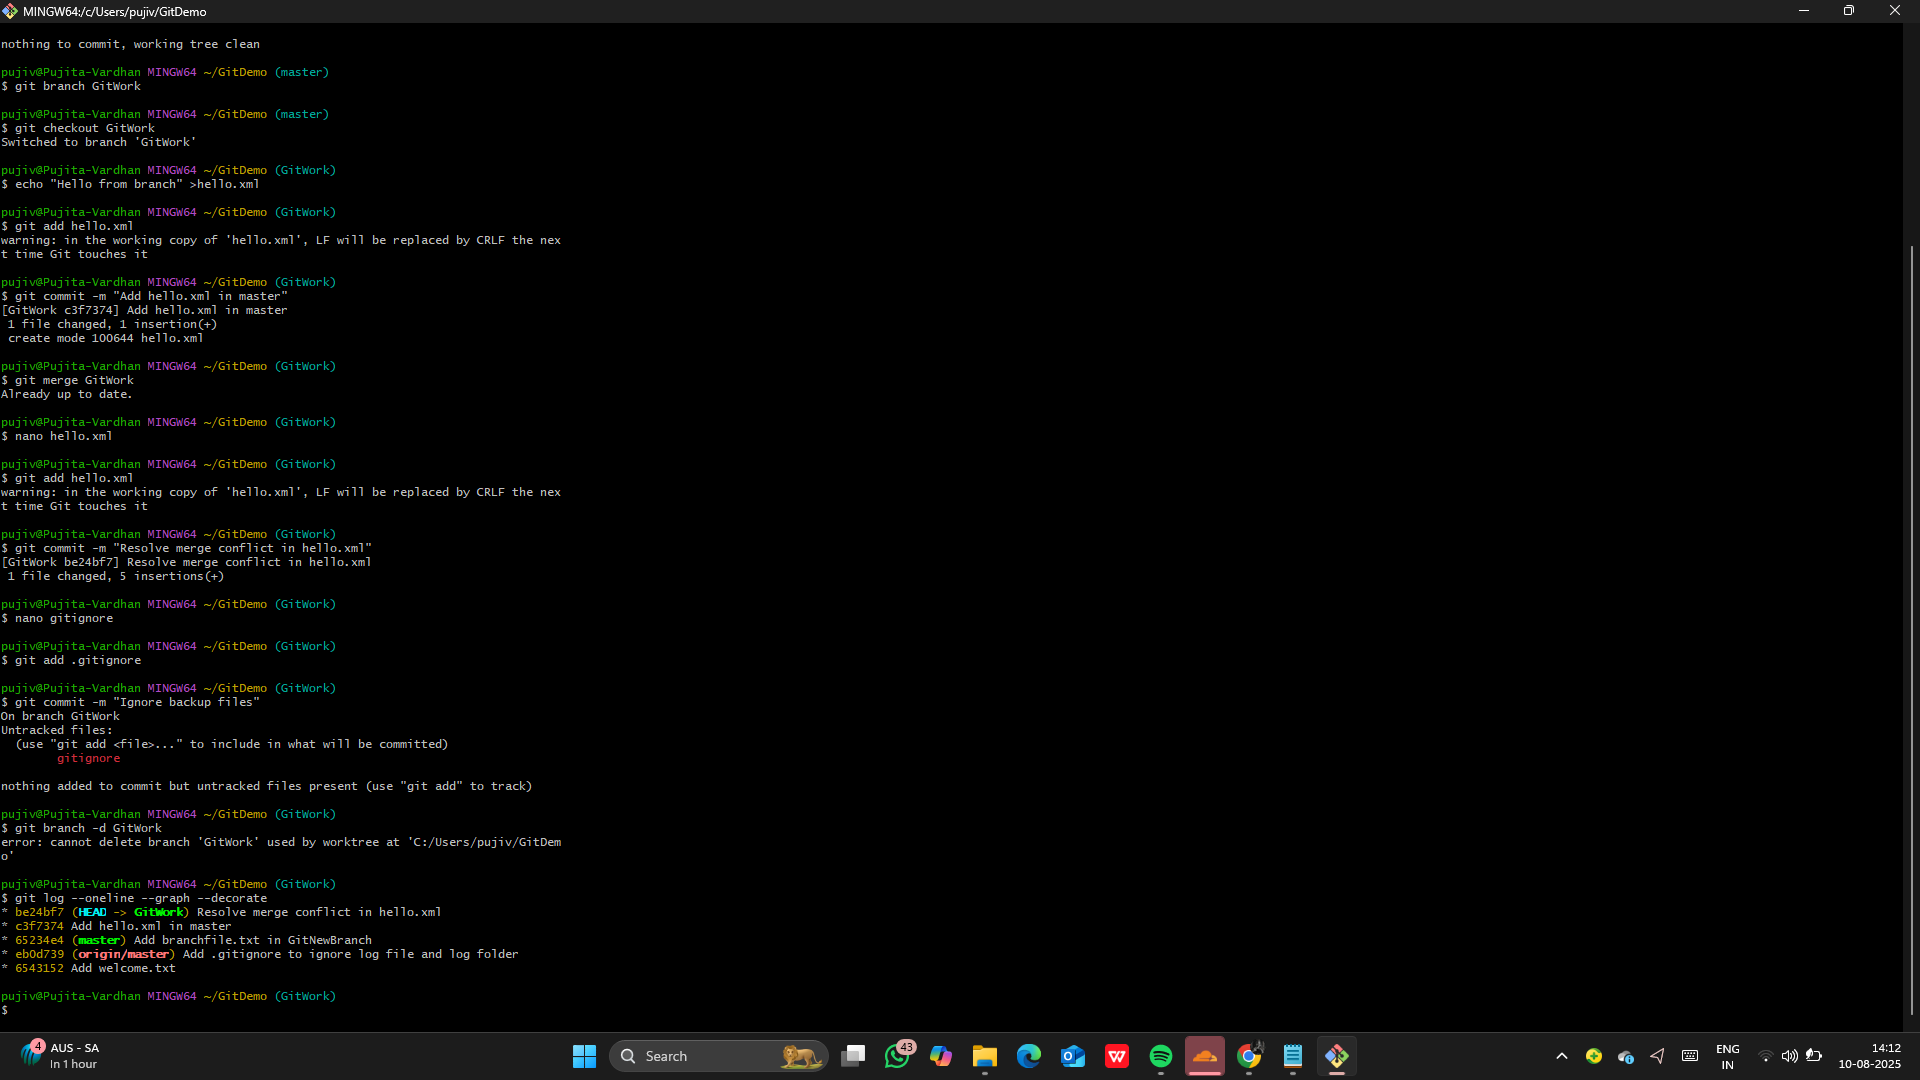 MINGW64:/c/Users/pujiv/GitDemo
nothing to commit, working tree clean
pujiv@Pujita-Vardhan MINGW64 ~/GitDemo (master)
$ git branch GitWork
pujiv@Pujita-Vardhan MINGW64 ~/GitDemo (master)
$ git checkout GitWork
Switched to branch 'GitWork'
pujiv@Pujita-Vardhan MINGW64 ~/GitDemo (GitWork)
$ echo "Hello from branch" >hello.xml
pujiv@Pujita-Vardhan MINGW64 ~/GitDemo (GitWork)
$ git add hello.xml
warning: in the working copy of 'hello.xml', LF will be replaced by CRLF the nex
t time Git touches it
pujiv@Pujita-Vardhan MINGW64 ~/GitDemo (GitWork)
$ git commit -m "Add hello.xml in master"
[GitWork c3f7374] Add hello.xml in master
1 file changed, 1 insertion(+)
create mode 100644 hello.xml
pujiv@Pujita-Vardhan MINGW64 ~/GitDemo (GitWork)
$ git merge GitWork
Already up to date.
pujiv@Pujita-Vardhan MINGW64 ~/GitDemo (GitWork)
$ nano hello.xml
pujiv@Pujita-Vardhan MINGW64 ~/GitDemo (GitWork)
$ git add hello.xml
warning: in the working copy of 'hello.xml', LF will be replaced by CRLF the nex
t time Git touches it
pujiv@Pujita-Vardhan MINGW64 ~/GitDemo (GitWork)
$ git commit -m "Resolve merge conflict in hello.xml"
[GitWork be24bf7] Resolve merge conflict in hello.xml
1 file changed, 5 insertions(+)
pujiv@Pujita-Vardhan MINGW64 ~/GitDemo (GitWork)
$ nano gitignore
pujiv@Pujita-Vardhan MINGW64 ~/GitDemo (GitWork)
$ git add .gitignore
pujiv@Pujita-Vardhan MINGW64 ~/GitDemo (GitWork)
$ git commit -m "Ignore backup files"
On branch GitWork
Untracked files:
(use "git add <file>..." to include in what will be committed)
gitignore
nothing added to commit but untracked files present (use "git add" to track)
pujiv@Pujita-Vardhan MINGW64 ~/GitDemo (GitWork)
$ git branch -d GitWork
error: cannot delete branch 'GitWork' used by worktree at 'C:/Users/pujiv/GitDem
o'
pujiv@Pujita-Vardhan MINGW64 ~/GitDemo (GitWork)
$ git log --oneline --graph --decorate
* be24bf7 (HEAD -> GitWork) Resolve merge conflict in hello.xml
* c3f7374 Add hello.xml in master
* 65234e4 (master) Add branchfile.txt in GitNewBranch
* eb0d739 (origin/master) Add .gitignore to ignore log file and log folder
* 6543152 Add welcome.txt
pujiv@Pujita-Vardhan MINGW64 ~/GitDemo (GitWork)
$
4
AUS - SA
In 1 hour
Search
43
W
ENG
IN
14:12
10-08-2025